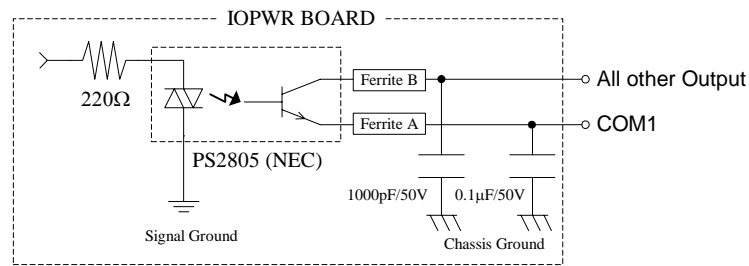 IOPWR BOARD
Ferrite B
All other Output
220Ω
Ferrite A
COM1
PS2805 (NEC)
1000pF/50V
0.1μF/50V
Signal Ground
Chassis Ground